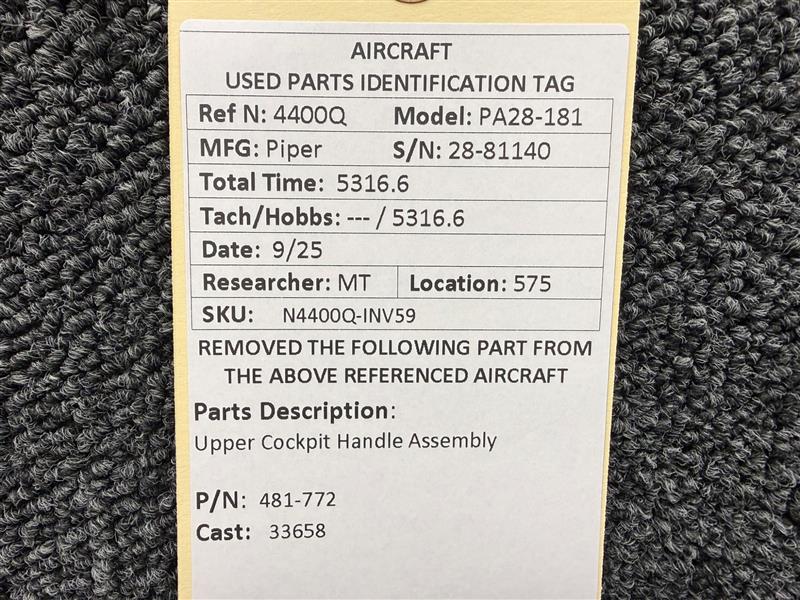 AIRCRAFT
USED PARTS IDENTIFICATION TAG
Ref N: 4400Q Model: PA28-181
MFG: Piper S/N: 28-81140
Total Time: 5316.6
Tach/Hobbs: --- / 5316.6
Date: 9/25
Researcher: MT Location: 575
SKU: N4400Q-INV59
REMOVED THE FOLLOWING PART FROM
THE ABOVE REFERENCED AIRCRAFT
Parts Description:
Upper Cockpit Handle Assembly
P/N: 481-772
Cast: 33658